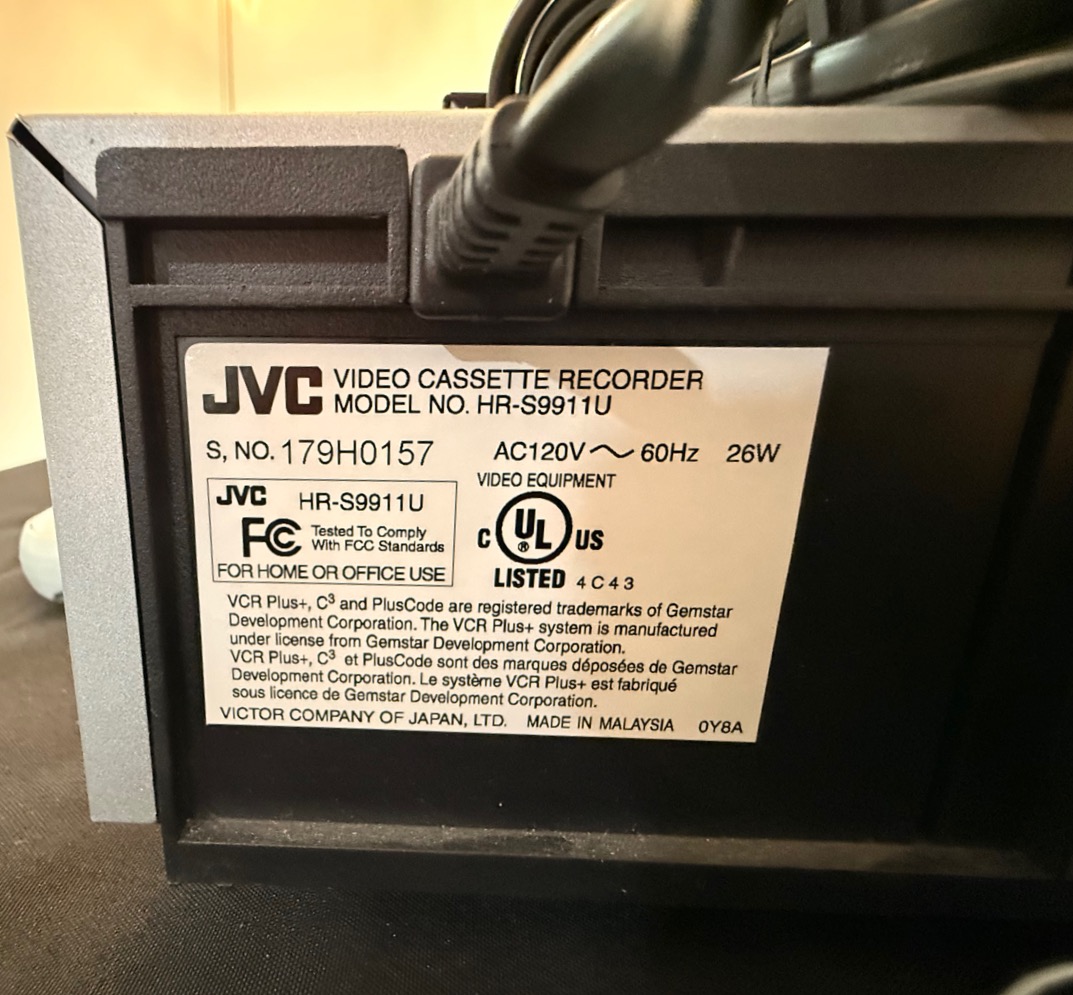 JVC VIDEO CASSETTE RECORDER
MODEL NO. HR-S9911U
S, NO. 179H0157 AC120V ~ 60Hz 26W
VIDEO EQUIPMENT
JVC HR-S9911U
FC Tested To Comply
With FCC Standards
FOR HOME OR OFFICE USE
C UL® US
LISTED 4C43
VCR Plus+, C³ and PlusCode are registered trademarks of Gemstar
Development Corporation. The VCR Plus+ system is manufactured
under license from Gemstar Development Corporation.
VCR Plus+, C³ et PlusCode sont des marques déposées de Gemstar
Development Corporation. Le système VCR Plus+ est fabriqué
sous licence de Gemstar Development Corporation.
VICTOR COMPANY OF JAPAN, LTD. MADE IN MALAYSIA 0Y8A